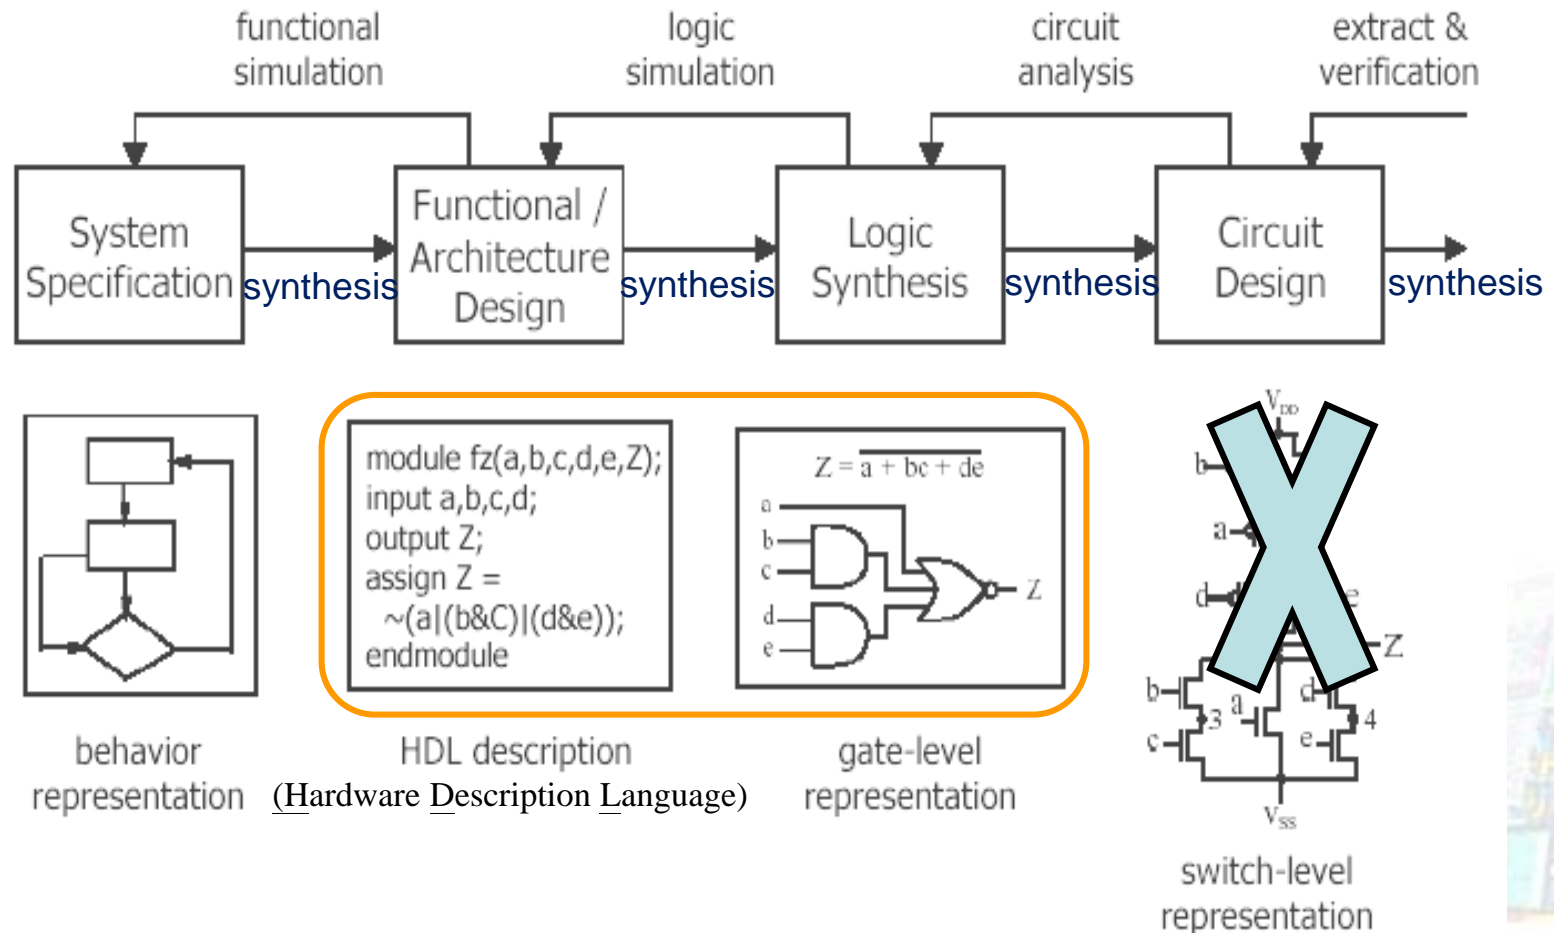 functional
simulation
logic
simulation
circuit
analysis
extract &
verification
System
Specification
synthesis
Functional /
Architecture
Design
synthesis
Logic
Synthesis
synthesis
Circuit
Design
synthesis
module fz(a,b,c,d,e,Z);
input a,b,c,d;
output Z;
assign Z =
~(a|(b&C)|(d&e));
endmodule
Z = a + bc + de
a
b
c
d
e
Z
VDD
b
a
d
e
Z
b
3
a
d
4
c
e
VSS
behavior
representation
HDL description
(Hardware Description Language)
gate-level
representation
switch-level
representation